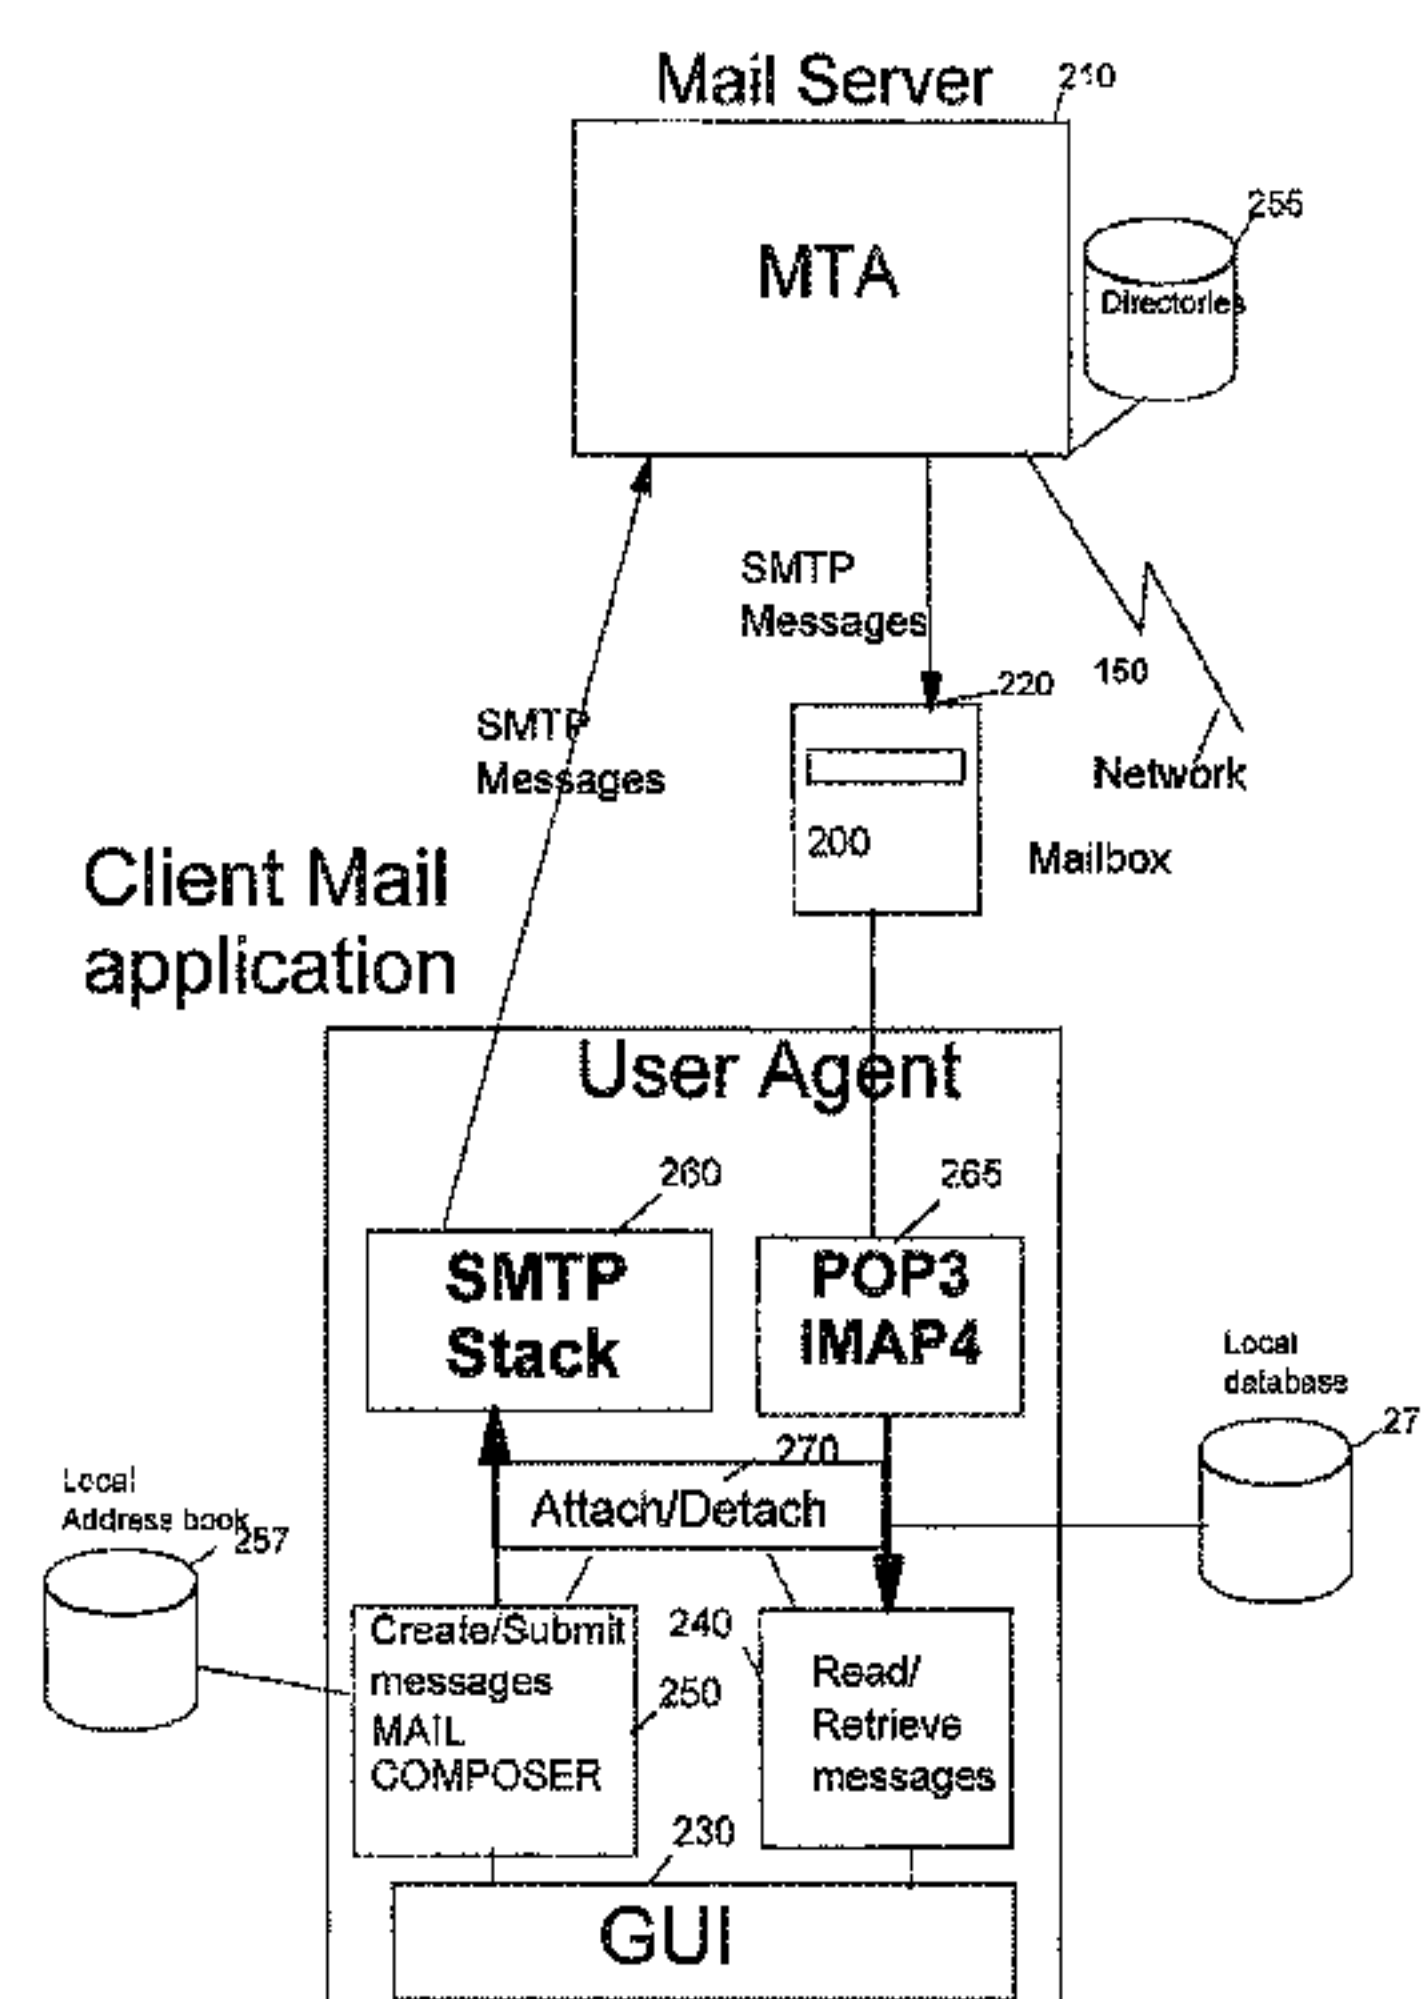 Mail Server
210
255
MTA
Directories
SMTP
Messages
220
150
SMTP
Messages
Network
200
Mailbox
Client Mail
application
User Agent
260
265
SMTP
Stack
POP3
IMAP4
Local
database
27
270
Local
Address book
257
Attach/Detach
Create/Submit
messages
MAIL
COMPOSER
240
250
Read/
Retrieve
messages
230
GUI